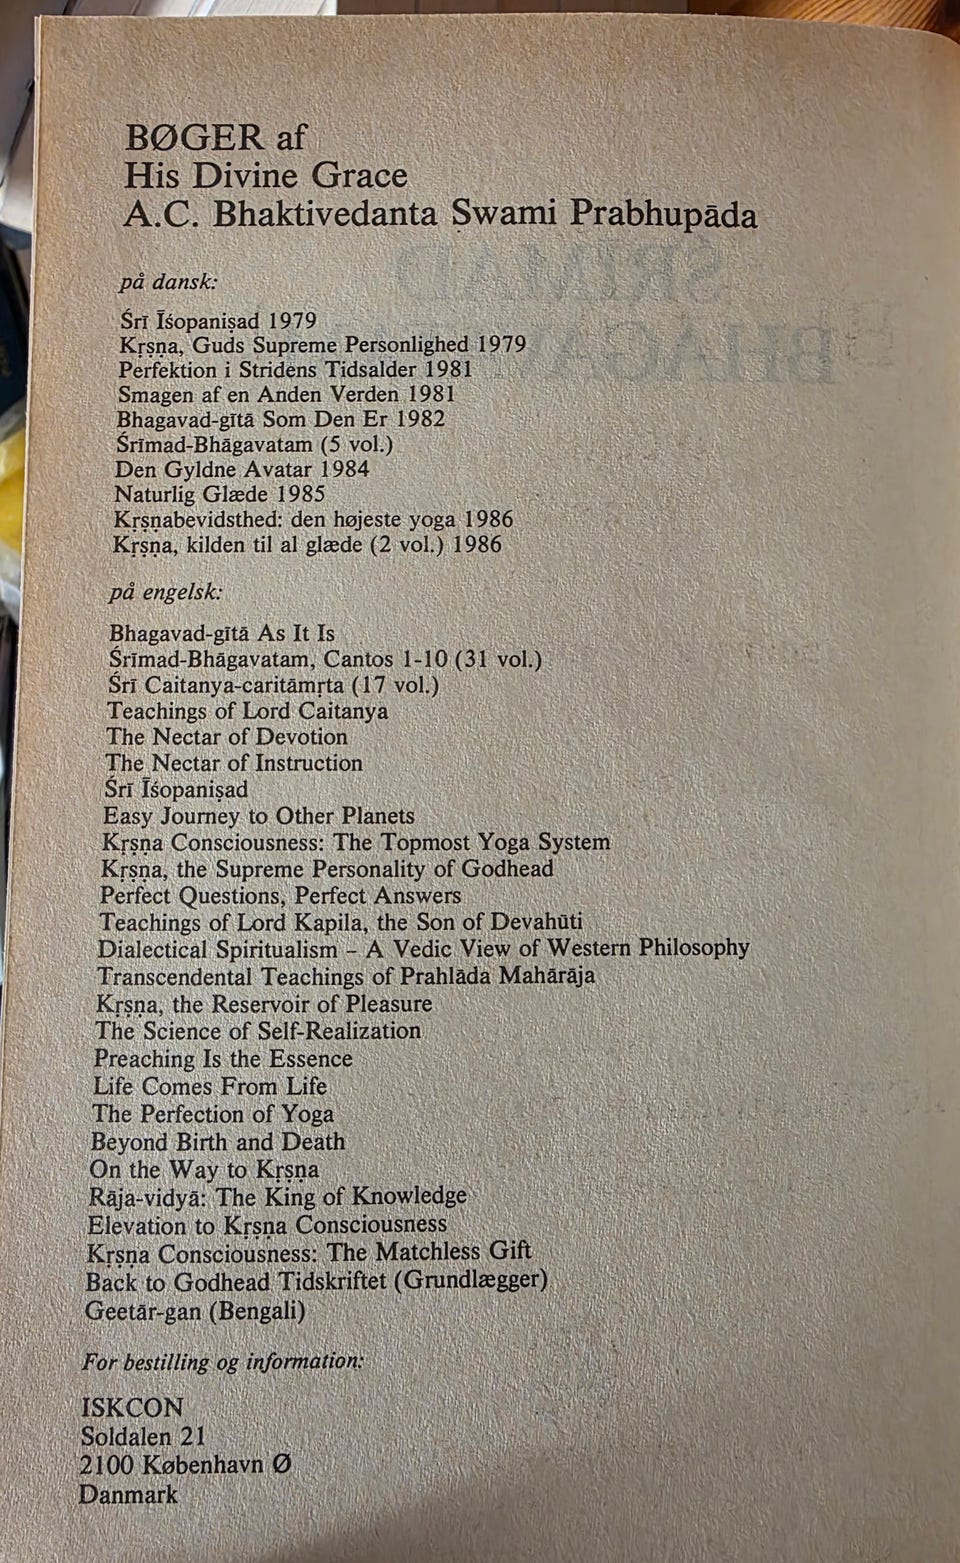 BØGER af
His Divine Grace
A.C. Bhaktivedanta Swami Prabhupāda
på dansk:
Śrī Īśopaniṣad 1979
Kṛṣṇa, Guds Supreme Personlighed 1979
Perfektion i Stridens Tidsalder 1981
Smagen af en Anden Verden 1981
Bhagavad-gītā Som Den Er 1982
Śrīmad-Bhāgavatam (5 vol.)
Den Gyldne Avatar 1984
Naturlig Glæde 1985
Kṛṣṇabevidsthed: den højeste yoga 1986
Kṛṣṇa, kilden til al glæde (2 vol.) 1986
på engelsk:
Bhagavad-gītā As It Is
Śrīmad-Bhāgavatam, Cantos 1-10 (31 vol.)
Śrī Caitanya-caritāmṛta (17 vol.)
Teachings of Lord Caitanya
The Nectar of Devotion
The Nectar of Instruction
Śrī Īśopaniṣad
Easy Journey to Other Planets
Kṛṣṇa Consciousness: The Topmost Yoga System
Kṛṣṇa, the Supreme Personality of Godhead
Perfect Questions, Perfect Answers
Teachings of Lord Kapila, the Son of Devahūti
Dialectical Spiritualism – A Vedic View of Western Philosophy
Transcendental Teachings of Prahlāda Mahārāja
Kṛṣṇa, the Reservoir of Pleasure
The Science of Self-Realization
Preaching Is the Essence
Life Comes From Life
The Perfection of Yoga
Beyond Birth and Death
On the Way to Kṛṣṇa
Rāja-vidyā: The King of Knowledge
Elevation to Kṛṣṇa Consciousness
Kṛṣṇa Consciousness: The Matchless Gift
Back to Godhead Tidskriftet (Grundlægger)
Geetār-gan (Bengali)
For bestilling og information:
ISKCON
Soldalen 21
2100 København Ø
Danmark